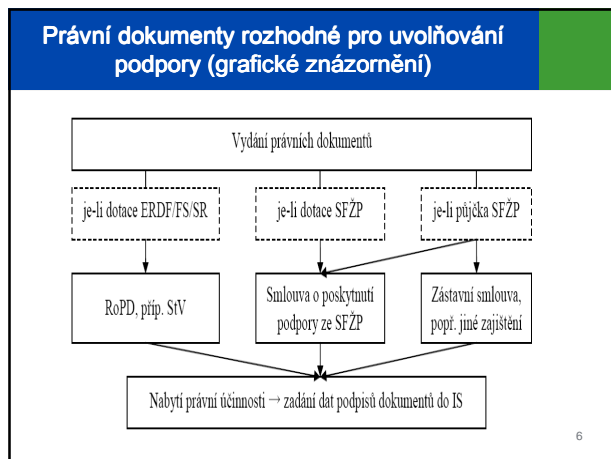 Právní dokumenty rozhodné pro uvolňování
podpory (grafické znázornění)
Vydání právních dokumentů
je-li dotace ERDF/FS/SR
je-li dotace SFŽP
je-li půjčka SFŽP
RoPD, příp. StV
Smlouva o poskytnutí
podpory ze SFŽP
Zástavní smlouva,
popř. jiné zajištění
Nabytí právní účinnosti → zadání dat podpisů dokumentů do IS
6